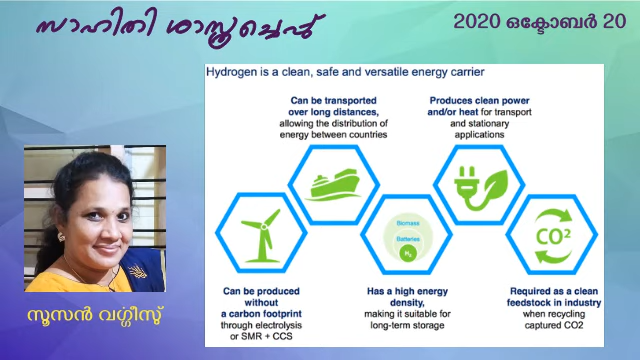 സാഹിതി ശാസ്ത്രച്ചെപ്പ്
2020 ഒക്ടോബർ 20
Hydrogen is a clean, safe and versatile energy carrier
Can be transported
over long distances,
allowing the distribution of
energy between countries
Produces clean power
and/or heat for transport
and stationary
applications
Biomass
Batteries
H₂
CO²
Can be produced
without
a carbon footprint
through electrolysis
or SMR + CCS
Has a high energy
density,
making it suitable for
long-term storage
Required as a clean
feedstock in industry
when recycling
captured CO2
സൂസൻ വർഗ്ഗീസു്